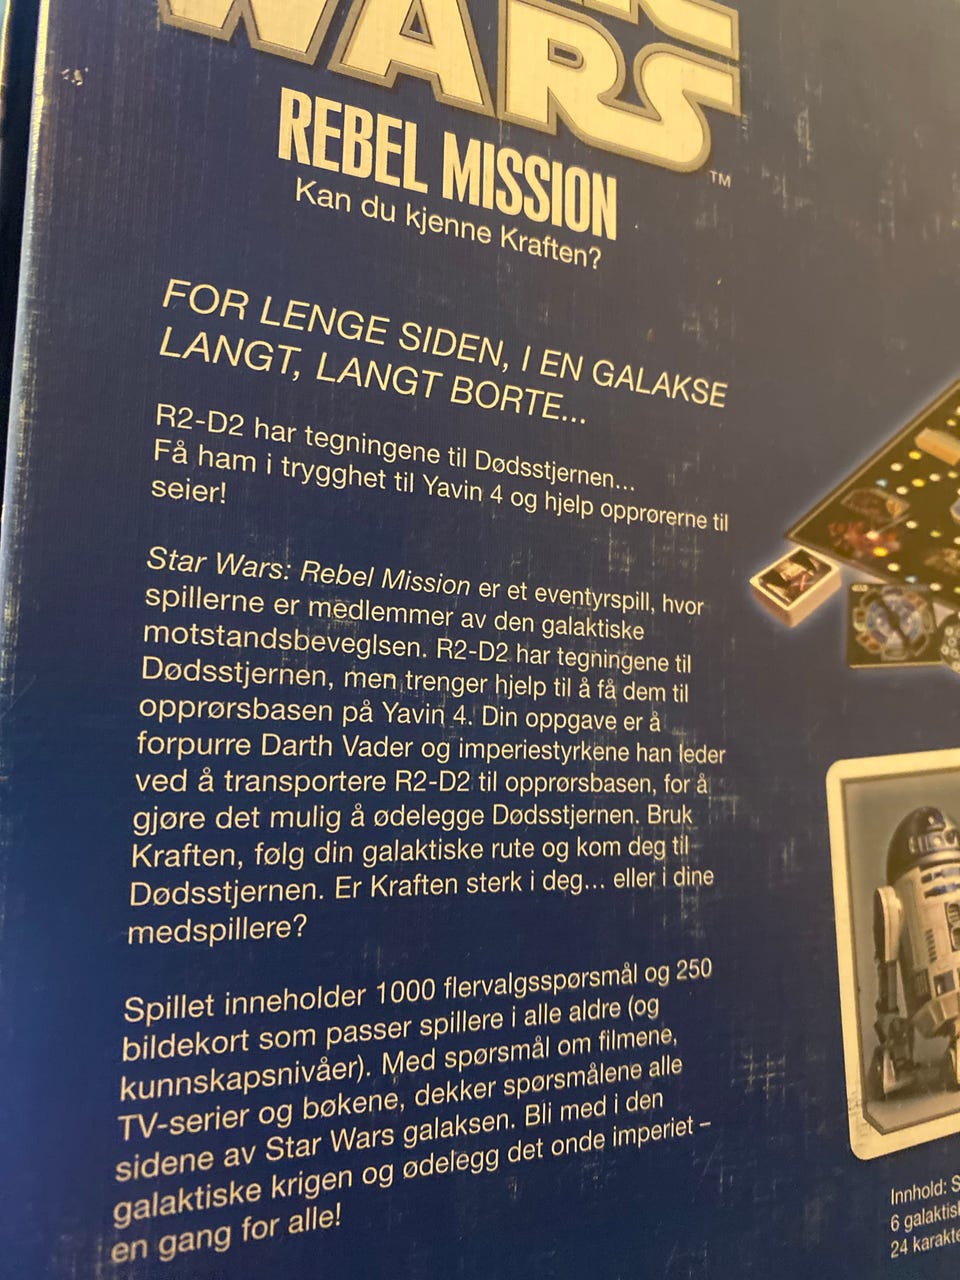 WARS
™
REBEL MISSION
Kan du kjenne Kraften?
FOR LENGE SIDEN, I EN GALAKSE
LANGT, LANGT BORTE...
R2-D2 har tegningene til Dødsstjernen...
Få ham i trygghet til Yavin 4 og hjelp opprørerne til
seier!
Star Wars: Rebel Mission er et eventyrspill, hvor
spillerne er medlemmer av den galaktiske
motstandsbeveglsen. R2-D2 har tegningene til
Dødsstjernen, men trenger hjelp til å få dem til
opprørsbasen på Yavin 4. Din oppgave er å
forpurre Darth Vader og imperiestyrkene han leder
ved å transportere R2-D2 til opprørsbasen, for å
gjøre det mulig å ødelegge Dødsstjernen. Bruk
Kraften, følg din galaktiske rute og kom deg til
Dødsstjernen. Er Kraften sterk i deg... eller i dine
medspillere?
Spillet inneholder 1000 flervalgsspørsmål og 250
bildekort som passer spillere i alle aldre (og
kunnskapsnivåer). Med spørsmål om filmene,
TV-serier og bøkene, dekker spørsmålene alle
sidene av Star Wars galaksen. Bli med i den
galaktiske krigen og ødelegg det onde imperiet –
en gang for alle!
Innhold: S
6 galaktis
24 karakte